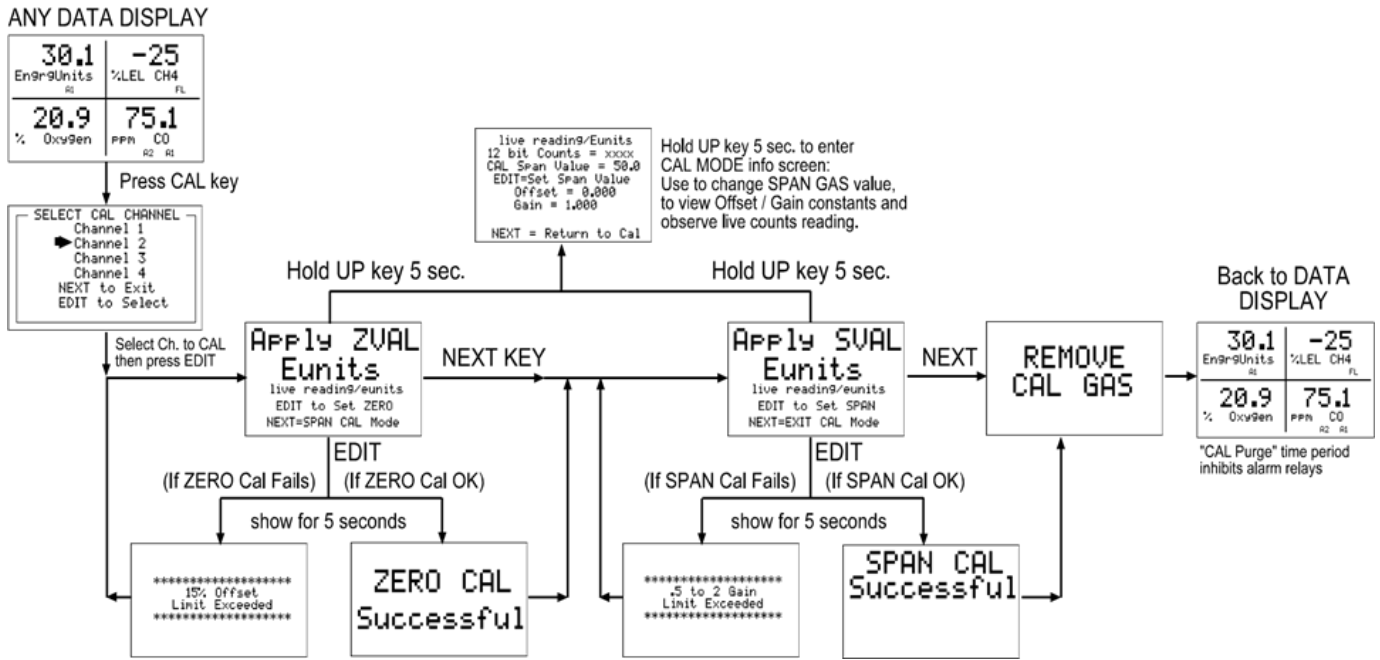 ANY DATA DISPLAY
30.1
EngrgUnits
A1
-25
%LEL CH4
FL
20.9
% Oxygen
75.1
PPM CO
A2 A1
Press CAL key
SELECT CAL CHANNEL
Channel 1
Channel 2
Channel 3
Channel 4
NEXT to Exit
EDIT to Select
Select Ch. to CAL
then press EDIT
live reading/Eunits
12 bit Counts = xxxx
CAL Span Value = 50.0
EDIT=Set Span Value
Offset = 0.000
Gain = 1.000
NEXT = Return to Cal
Hold UP key 5 sec. to enter
CAL MODE info screen:
Use to change SPAN GAS value,
to view Offset / Gain constants and
observe live counts reading.
Hold UP key 5 sec.
Hold UP key 5 sec.
Apply ZVAL
Eunits
live reading/eunits
EDIT to Set ZERO
NEXT=SPAN CAL Mode
NEXT KEY
Apply SVAL
Eunits
live reading/eunits
EDIT to Set SPAN
NEXT=EXIT CAL Mode
NEXT
REMOVE
CAL GAS
Back to DATA
DISPLAY
30.1
EngrgUnits
A1
-25
%LEL CH4
FL
20.9
% Oxygen
75.1
PPM CO
A2 A1
"CAL Purge" time period
inhibits alarm relays
EDIT
(If ZERO Cal Fails)
(If ZERO Cal OK)
show for 5 seconds
*******************
15% Offset
Limit Exceeded
*******************
ZERO CAL
Successful
EDIT
(If SPAN Cal Fails)
(If SPAN Cal OK)
show for 5 seconds
*******************
.5 to 2 Gain
Limit Exceeded
*******************
SPAN CAL
Successful